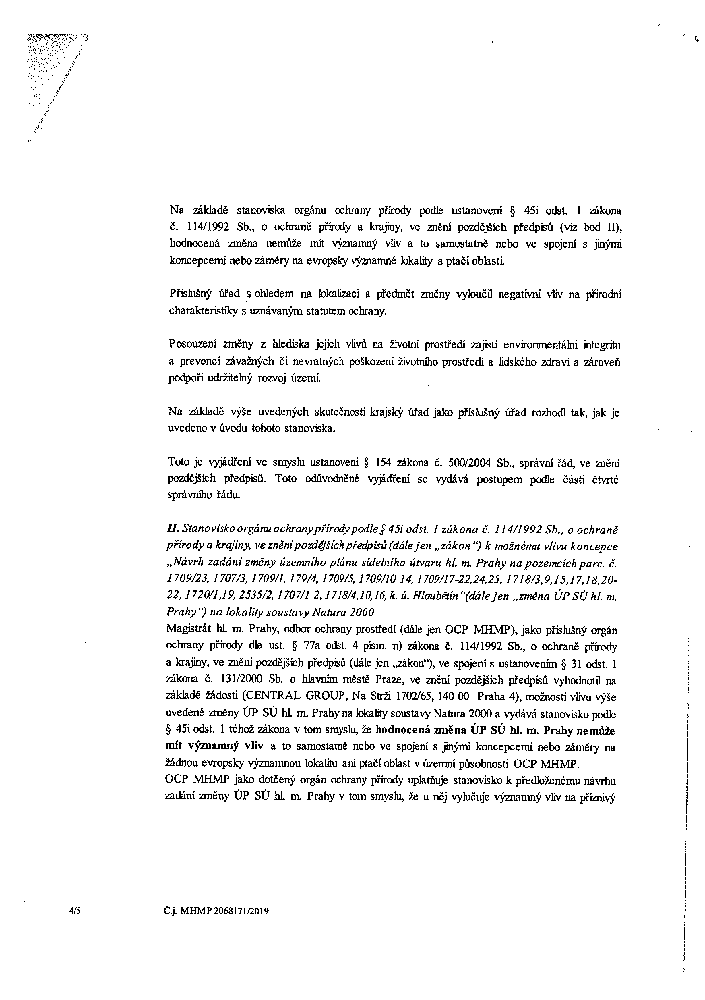 Na základě stanoviska orgánu ochrany přírody podle ustanovení § 45i odst. 1 zákona
č. 114/1992 Sb., o ochraně přírody a krajiny, ve znění pozdějších předpisů (viz bod II),
hodnocená změna nemůže mít významný vliv a to samostatně nebo ve spojení s jinými
koncepcemi nebo záměry na evropsky významné lokality a ptačí oblasti.
Příslušný úřad s ohledem na lokalizaci a předmět změny vyloučil negativní vliv na přírodní
charakteristiky s uznávaným statutem ochrany.
Posouzení změny z hlediska jejích vlivů na životní prostředí zajistí environmentální integritu
a prevenci závažných či nevratných poškození životního prostředí a lidského zdraví a zároveň
podpoří udržitelný rozvoj území.
Na základě výše uvedených skutečností krajský úřad jako příslušný úřad rozhodl tak, jak je
uvedeno v úvodu tohoto stanoviska.
Toto je vyjádření ve smyslu ustanovení § 154 zákona č. 500/2004 Sb., správní řád, ve znění
pozdějších předpisů. Toto odůvodněné vyjádření se vydává postupem podle části čtvrté
správního řádu.
II. Stanovisko orgánu ochrany přírody podle § 45i odst. 1 zákona č. 114/1992 Sb., o ochraně
přírody a krajiny, ve znění pozdějších předpisů (dále jen „zákon“) k možnému vlivu koncepce
„Návrh zadání změny územního plánu sídelního útvaru hl. m. Prahy na pozemcích parc. č.
1709/23, 1707/3, 1709/1, 179/4, 1709/5, 1709/10-14, 1709/17-22,24,25, 1718/3,9,15,17,18,20-
22, 1720/1,19, 2535/2, 1707/1-2, 1718/4,10,16, k. ú. Hloubětín“(dále jen „změna ÚP SÚ hl. m.
Prahy“) na lokality soustavy Natura 2000
Magistrát hl. m. Prahy, odbor ochrany prostředí (dále jen OCP MHMP), jako příslušný orgán
ochrany přírody dle ust. § 77a odst. 4 písm. n) zákona č. 114/1992 Sb., o ochraně přírody
a krajiny, ve znění pozdějších předpisů (dále jen „zákon“), ve spojení s ustanovením § 31 odst. 1
zákona č. 131/2000 Sb. o hlavním městě Praze, ve znění pozdějších předpisů vyhodnotil na
základě žádosti (CENTRAL GROUP, Na Strži 1702/65, 140 00 Praha 4), možnosti vlivu výše
uvedené změny ÚP SÚ hl. m. Prahy na lokality soustavy Natura 2000 a vydává stanovisko podle
§ 45i odst. 1 téhož zákona v tom smyslu, že hodnocená změna ÚP SÚ hl. m. Prahy nemůže
mít významný vliv a to samostatně nebo ve spojení s jinými koncepcemi nebo záměry na
žádnou evropsky významnou lokalitu ani ptačí oblast v územní působnosti OCP MHMP.
OCP MHMP jako dotčený orgán ochrany přírody uplatňuje stanovisko k předloženému návrhu
zadání změny ÚP SÚ hl. m. Prahy v tom smyslu, že u něj vylučuje významný vliv na příznivý
4/5 Č.j. MHMP 2068171/2019